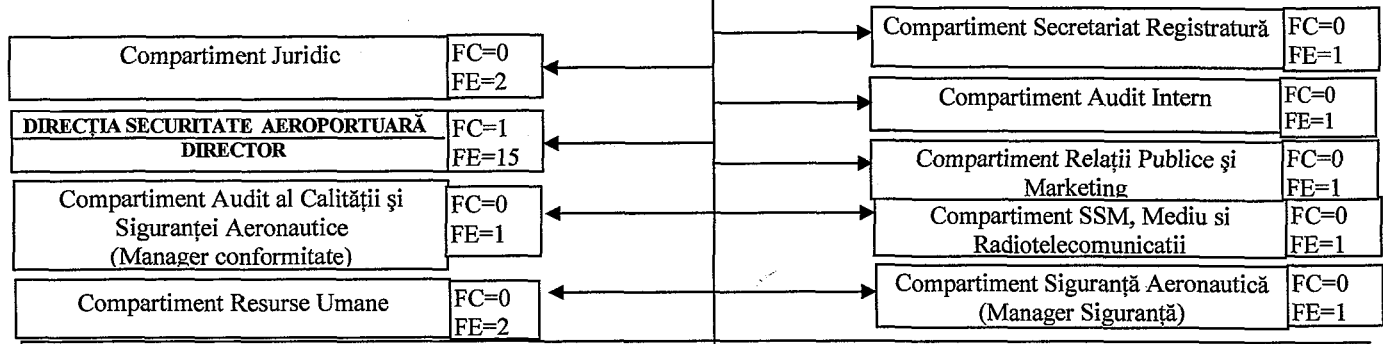 Compartiment Juridic
FC=0
FE=2
DIRECȚIA SECURITATE AEROPORTUARĂ
DIRECTOR
FC=1
FE=15
Compartiment Audit al Calității şi
Siguranței Aeronautice
(Manager conformitate)
FC=0
FE=1
Compartiment Resurse Umane
FC=0
FE=2
Compartiment Secretariat Registratură
FC=0
FE=1
Compartiment Audit Intern
FC=0
FE=1
Compartiment Relații Publice şi
Marketing
FC=0
FE=1
Compartiment SSM, Mediu si
Radiotelecomunicatii
FC=0
FE=1
Compartiment Siguranță Aeronautică
(Manager Siguranță)
FC=0
FE=1